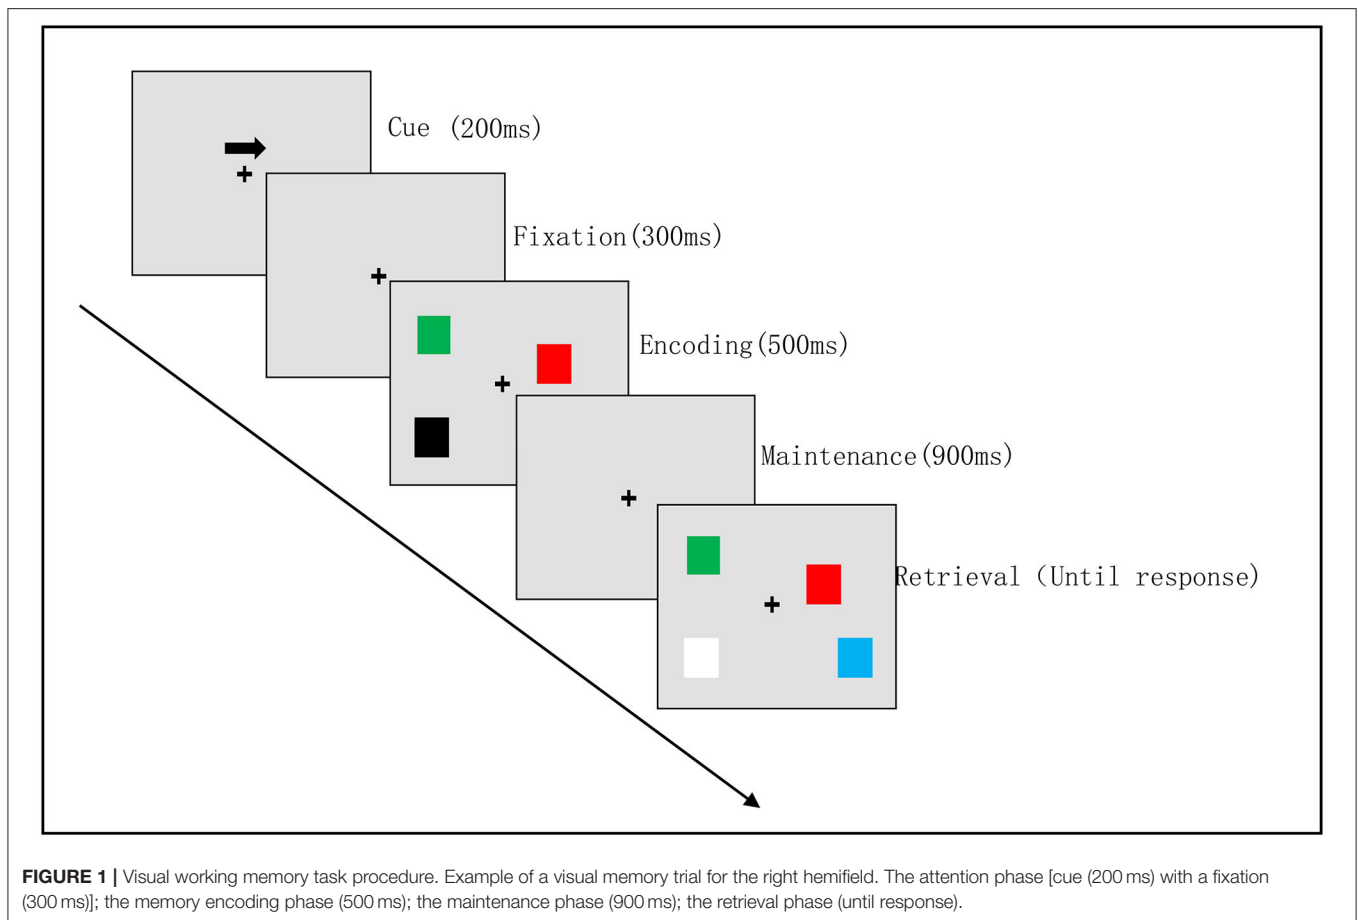 Cue (200ms)
Fixation(300ms)
Encoding(500ms)
Maintenance(900ms)
Retrieval (Until response)
FIGURE 1 | Visual working memory task procedure. Example of a visual memory trial for the right hemifield. The attention phase [cue (200 ms) with a fixation
(300 ms)]; the memory encoding phase (500 ms); the maintenance phase (900 ms); the retrieval phase (until response).